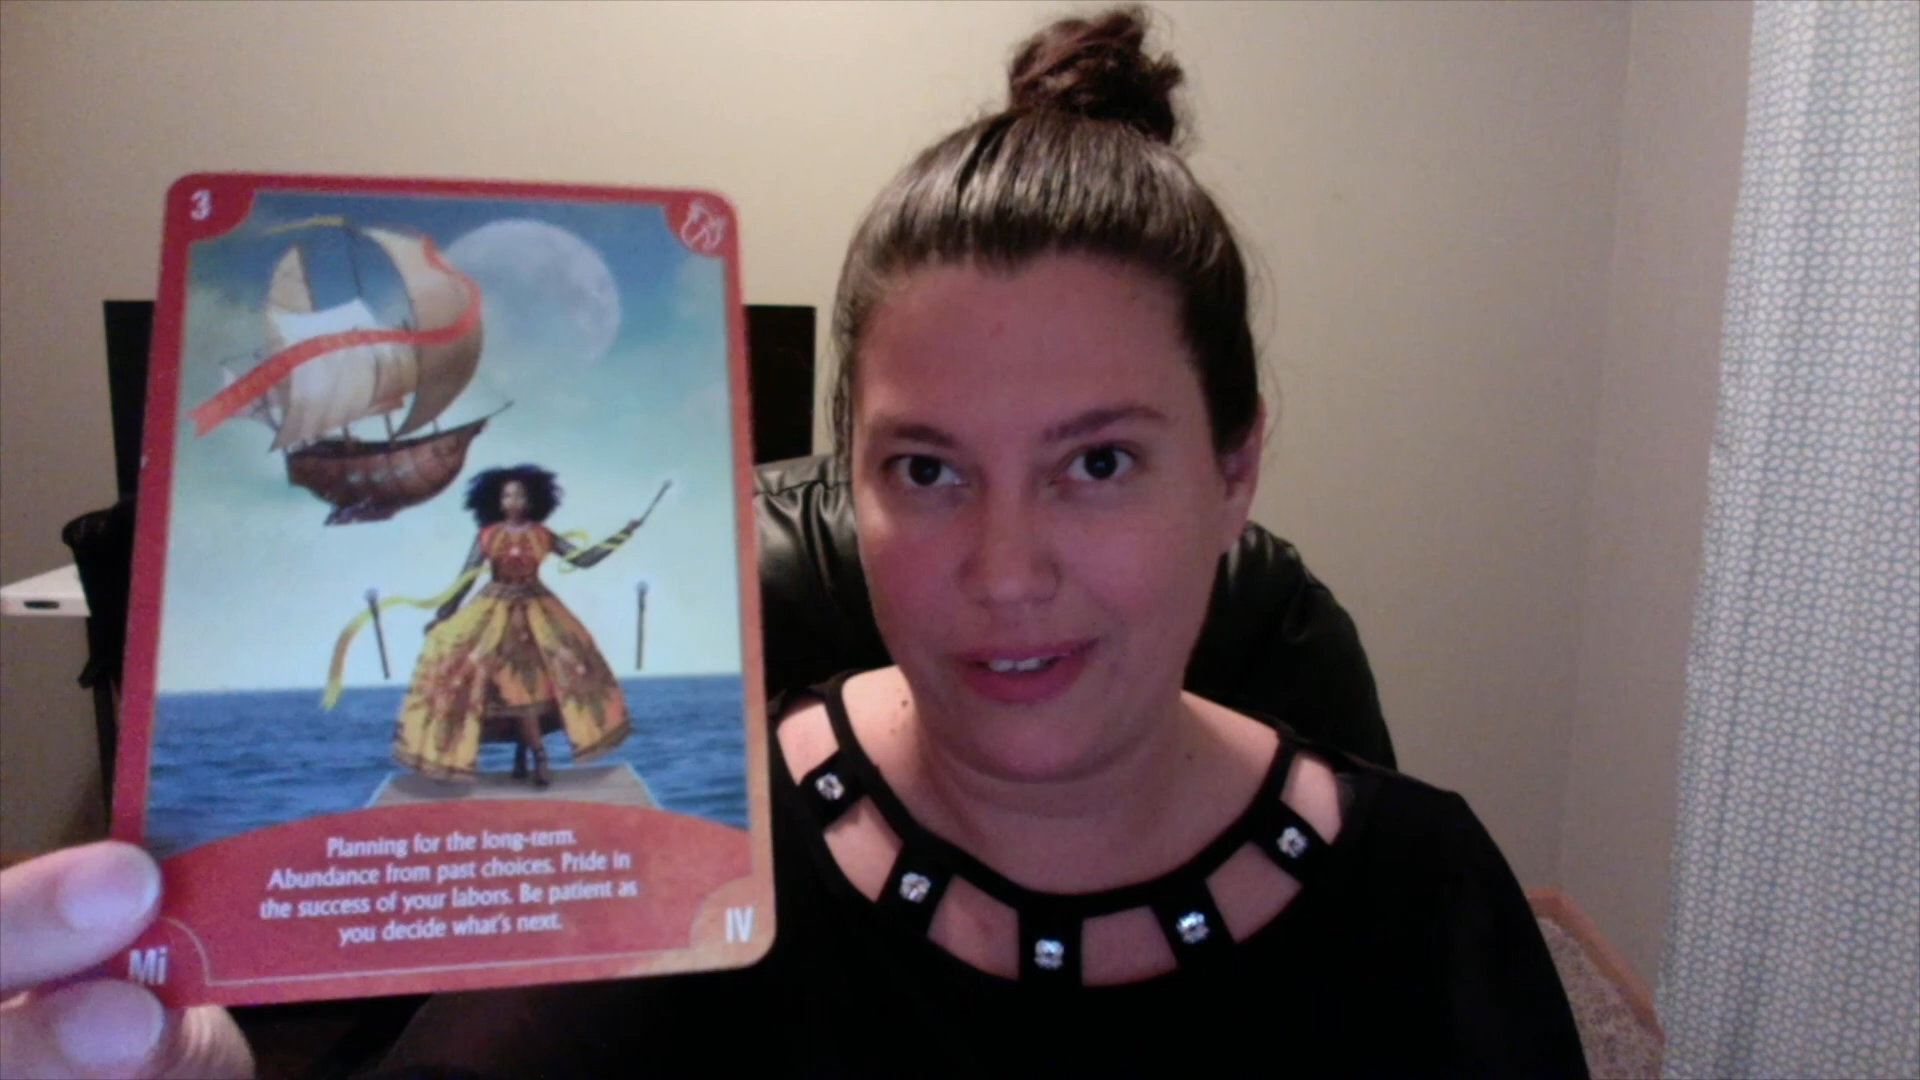 3
Planning for the long-term.
Abundance from past choices. Pride in
the success of your labors. Be patient as
you decide what's next.
Mi
IV